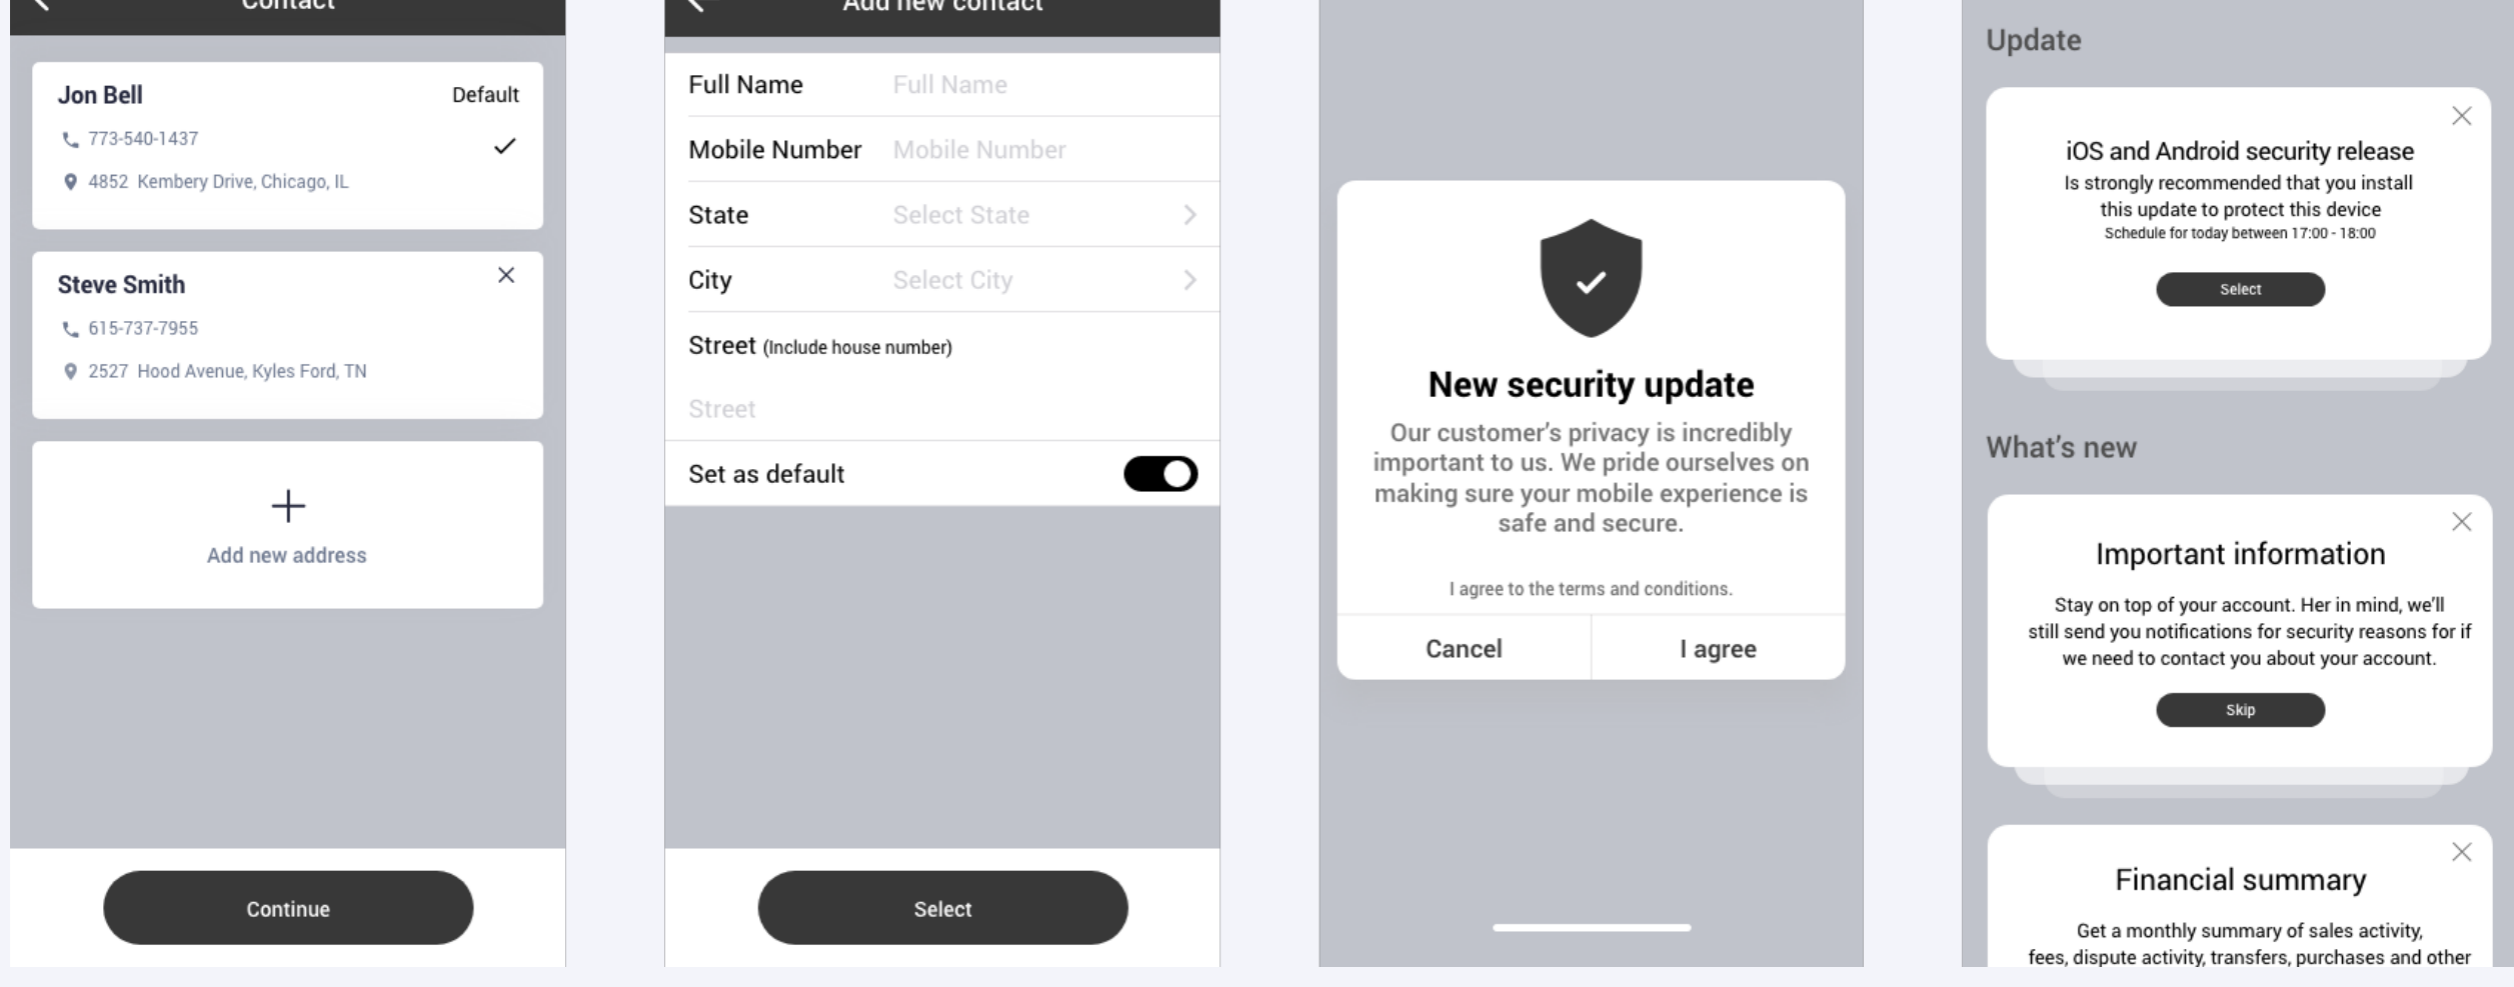 Contact
Jon Bell
Default
773-540-1437
4852 Kembery Drive, Chicago, IL
Steve Smith
615-737-7955
2527 Hood Avenue, Kyles Ford, TN
Add new address
Continue
Add new contact
Full Name Full Name
Mobile Number Mobile Number
State Select State
City Select City
Street (Include house number)
Street
Set as default
Select
New security update
Our customer's privacy is incredibly
important to us. We pride ourselves on
making sure your mobile experience is
safe and secure.
I agree to the terms and conditions.
Cancel I agree
Update
iOS and Android security release
Is strongly recommended that you install
this update to protect this device
Schedule for today between 17:00 - 18:00
Select
What's new
Important information
Stay on top of your account. Her in mind, we'll
still send you notifications for security reasons for if
we need to contact you about your account.
Skip
Financial summary
Get a monthly summary of sales activity,
fees, dispute activity, transfers, purchases and other